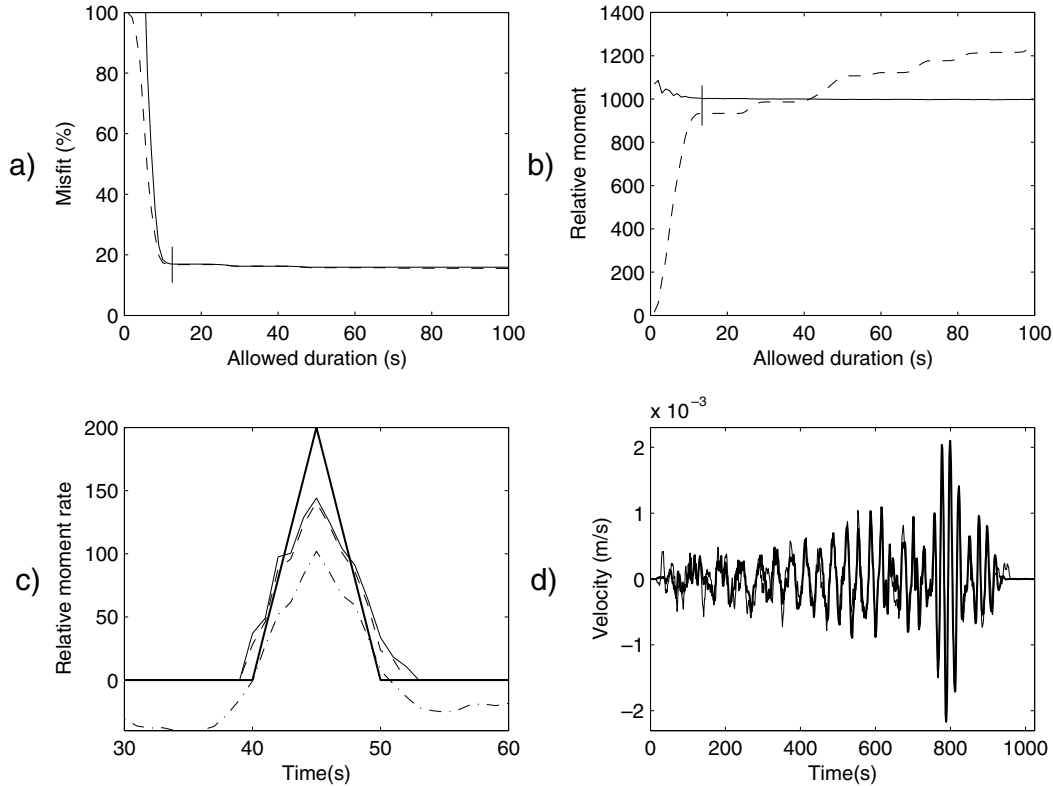 a)
Misfit (%)
100
80
60
40
20
0
0 20 40 60 80 100
Allowed duration (s)
b)
Relative moment
1400
1200
1000
800
600
400
200
0
0 20 40 60 80 100
Allowed duration (s)
c)
Relative moment rate
200
150
100
50
0
30 40 50 60
Time(s)
d)
x 10⁻³
Velocity (m/s)
2
1
0
−1
−2
0 200 400 600 800 1000
Time(s)